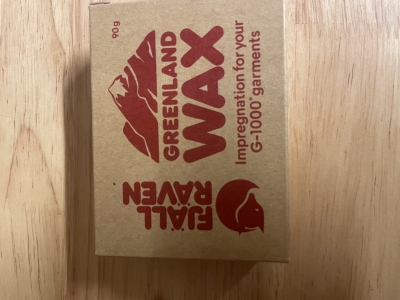 90g
GREENLAND
WAX
Impregnation for your
G-1000® garments
FJÄLL
RÄVEN